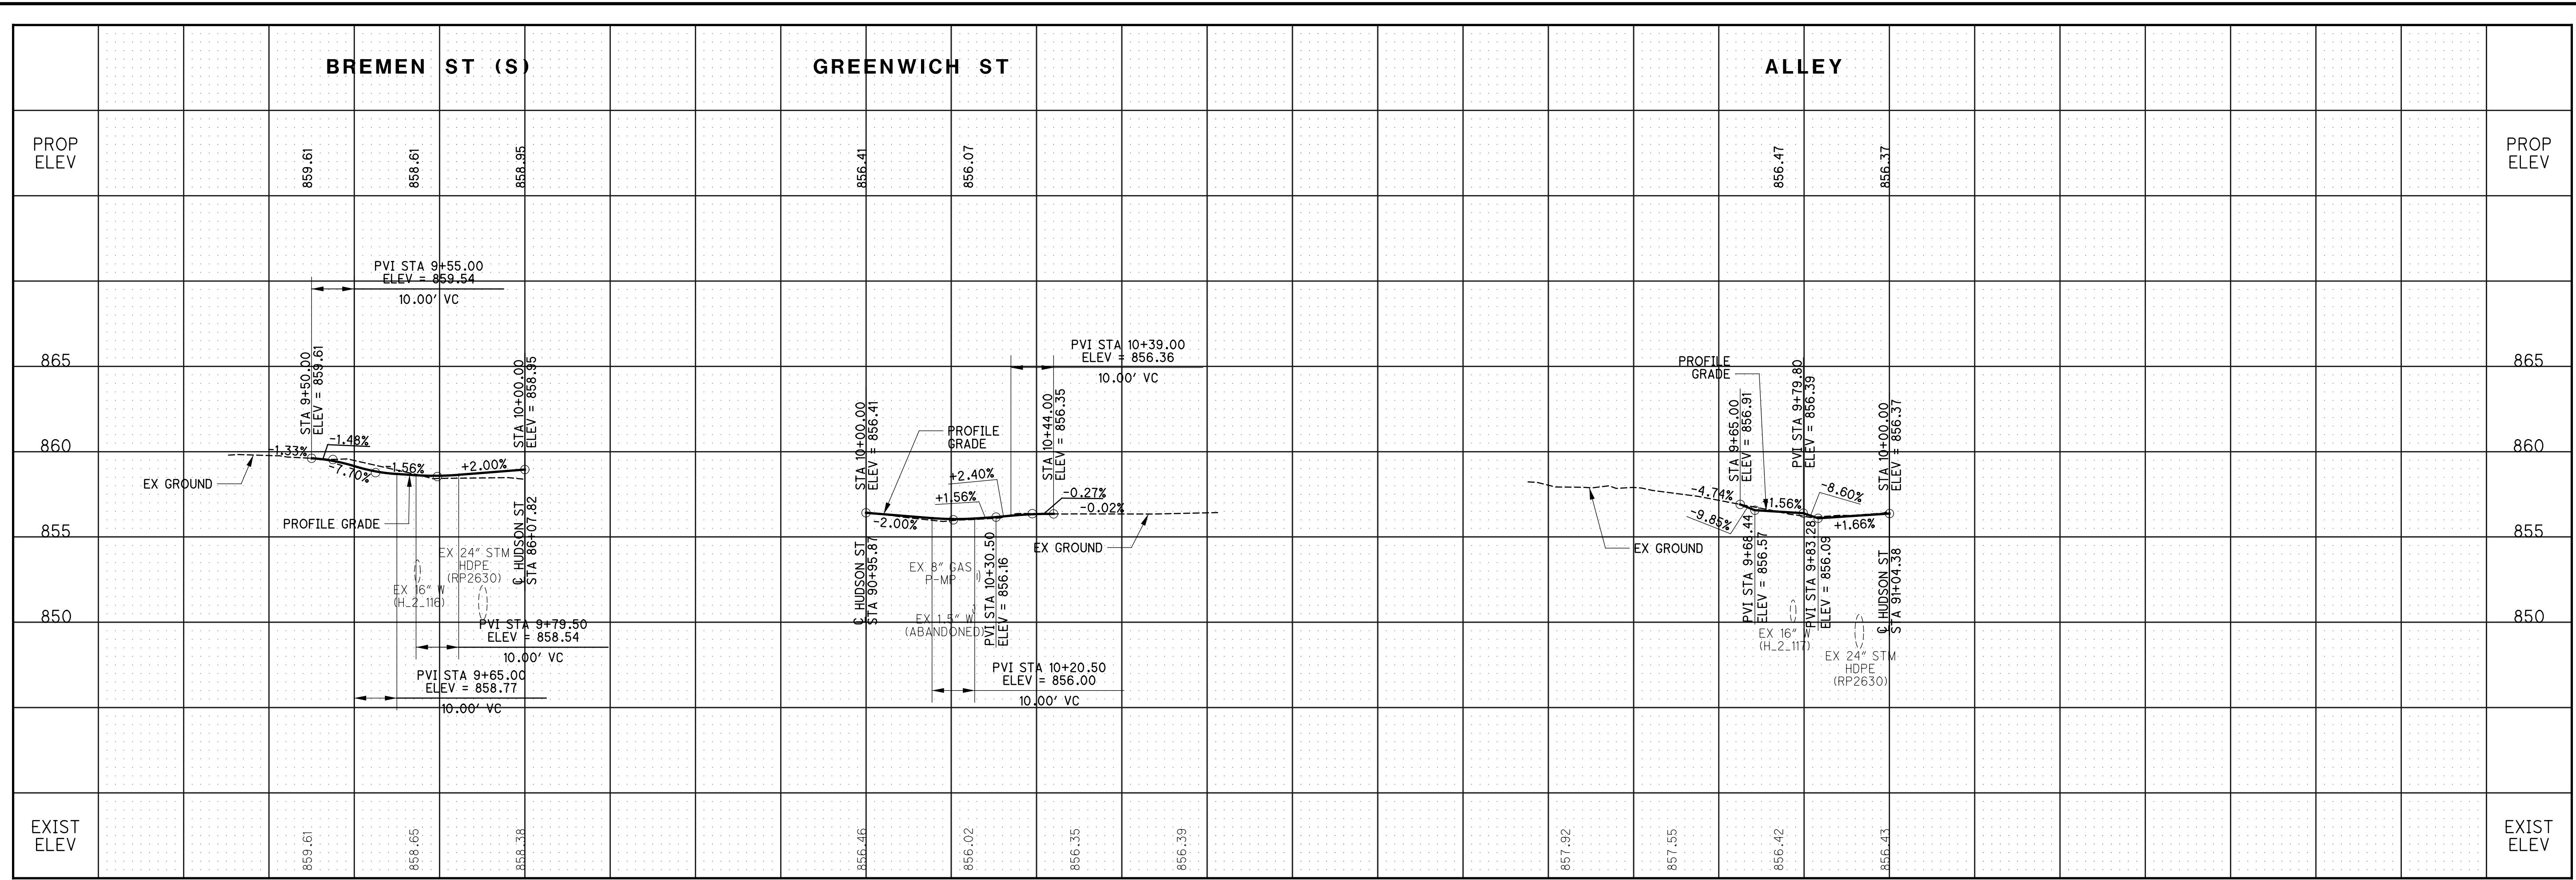 BREMEN ST (S)
GREENWICH ST
ALLEY
PROP
ELEV
859.61
858.61
858.95
856.41
856.07
856.47
856.37
PROP
ELEV
PVI STA 9+55.00
ELEV = 859.54
10.00' VC
STA 9+50.00
ELEV = 859.61
STA 10+00.00
ELEV = 858.95
-1.33%
-1.48%
-7.70%
-1.56%
+2.00%
EX GROUND
PROFILE GRADE
EX 24" STM
HDPE
(RP2630)
EX 16" W
(H_2_116)
℄ HUDSON ST
STA 86+07.82
PVI STA 9+79.50
ELEV = 858.54
10.00' VC
PVI STA 9+65.00
ELEV = 858.77
10.00' VC
PVI STA 10+39.00
ELEV = 856.36
10.00' VC
STA 10+00.00
ELEV = 856.41
PROFILE
GRADE
STA 10+44.00
ELEV = 856.35
+2.40%
+1.56%
-0.27%
-0.02%
-2.00%
EX GROUND
℄ HUDSON ST
STA 90+95.87
EX 8" GAS
P-MP
EX 1.5" W
(ABANDONED)
PVI STA 10+30.50
ELEV = 856.16
PVI STA 10+20.50
ELEV = 856.00
10.00' VC
PROFILE
GRADE
STA 9+65.00
ELEV = 856.91
PVI STA 9+79.80
ELEV = 856.39
STA 10+00.00
ELEV = 856.37
-4.74%
-9.85%
-1.56%
-8.60%
+1.66%
EX GROUND
PVI STA 9+68.44
ELEV = 856.57
PVI STA 9+83.28
ELEV = 856.09
℄ HUDSON ST
STA 91+04.38
EX 16" W
(H_2_117)
EX 24" STM
HDPE
(RP2630)
865
860
855
850
865
860
855
850
EXIST
ELEV
859.61
858.65
858.38
856.46
856.02
856.35
856.39
857.92
857.55
856.42
856.43
EXIST
ELEV